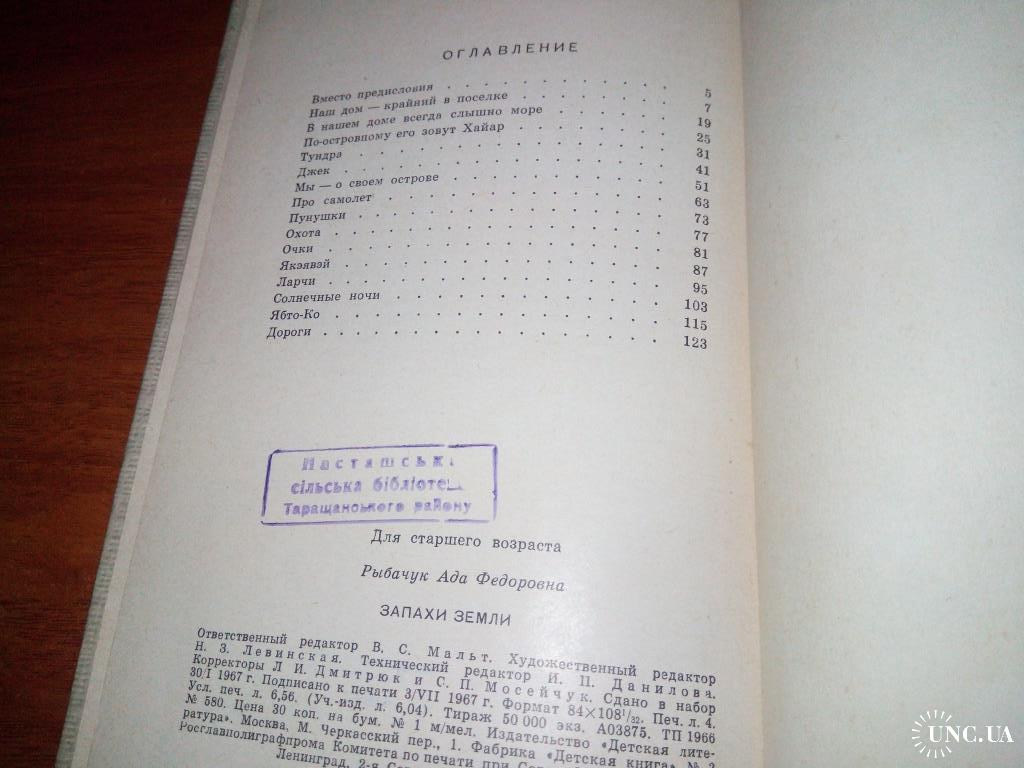 ОГЛАВЛЕНИЕ
Вместо предисловия 5
Наш дом — крайний в поселке 7
В нашем доме всегда слышно море 19
По-островному его зовут Хайар 25
Тундра 31
Джек 41
Мы — о своем острове 51
Про самолет 63
Пунушки 73
Охота 77
Очки 81
Якэявэй 87
Ларчи 95
Солнечные ночи 103
Ябто-Ко 115
Дороги 123
сільська
Таращанського району
Для старшего возраста
Рыбачук Ада Федоровна
ЗАПАХИ ЗЕМЛИ
Ответственный редактор В. С. Мальт. Художественный редактор
Н. З. Левинская. Технический редактор И. П. Данилова.
Корректоры Л. И. Дмитрюк и С. П. Мосейчук. Сдано в набор
30/I 1967 г. Подписано к печати 3/VII 1967 г. Формат 84×108 1/32. Печ. л. 4.
Усл. печ. л. 6,56. (Уч.-изд. л. 6,04). Тираж 50 000 экз. А03875. ТП 1966
№ 580. Цена 30 коп. на бум. № 1 м/мел. Издательство «Детская лите-
ратура». Москва, М. Черкасский пер., 1. Фабрика «Детская книга» № 2
Росглавполиграфпрома Комитета по печати при
Ленинград, 2-я
UNC.UA